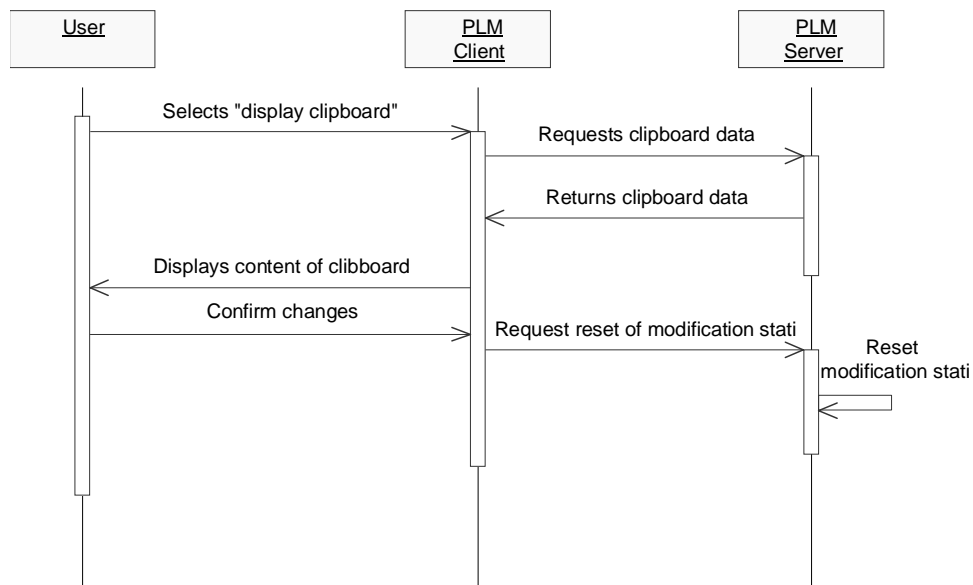 User
PLM
Client
PLM
Server
Selects "display clipboard"
Requests clipboard data
Returns clipboard data
Displays content of clibboard
Confirm changes
Request reset of modification stati
Reset
modification stati